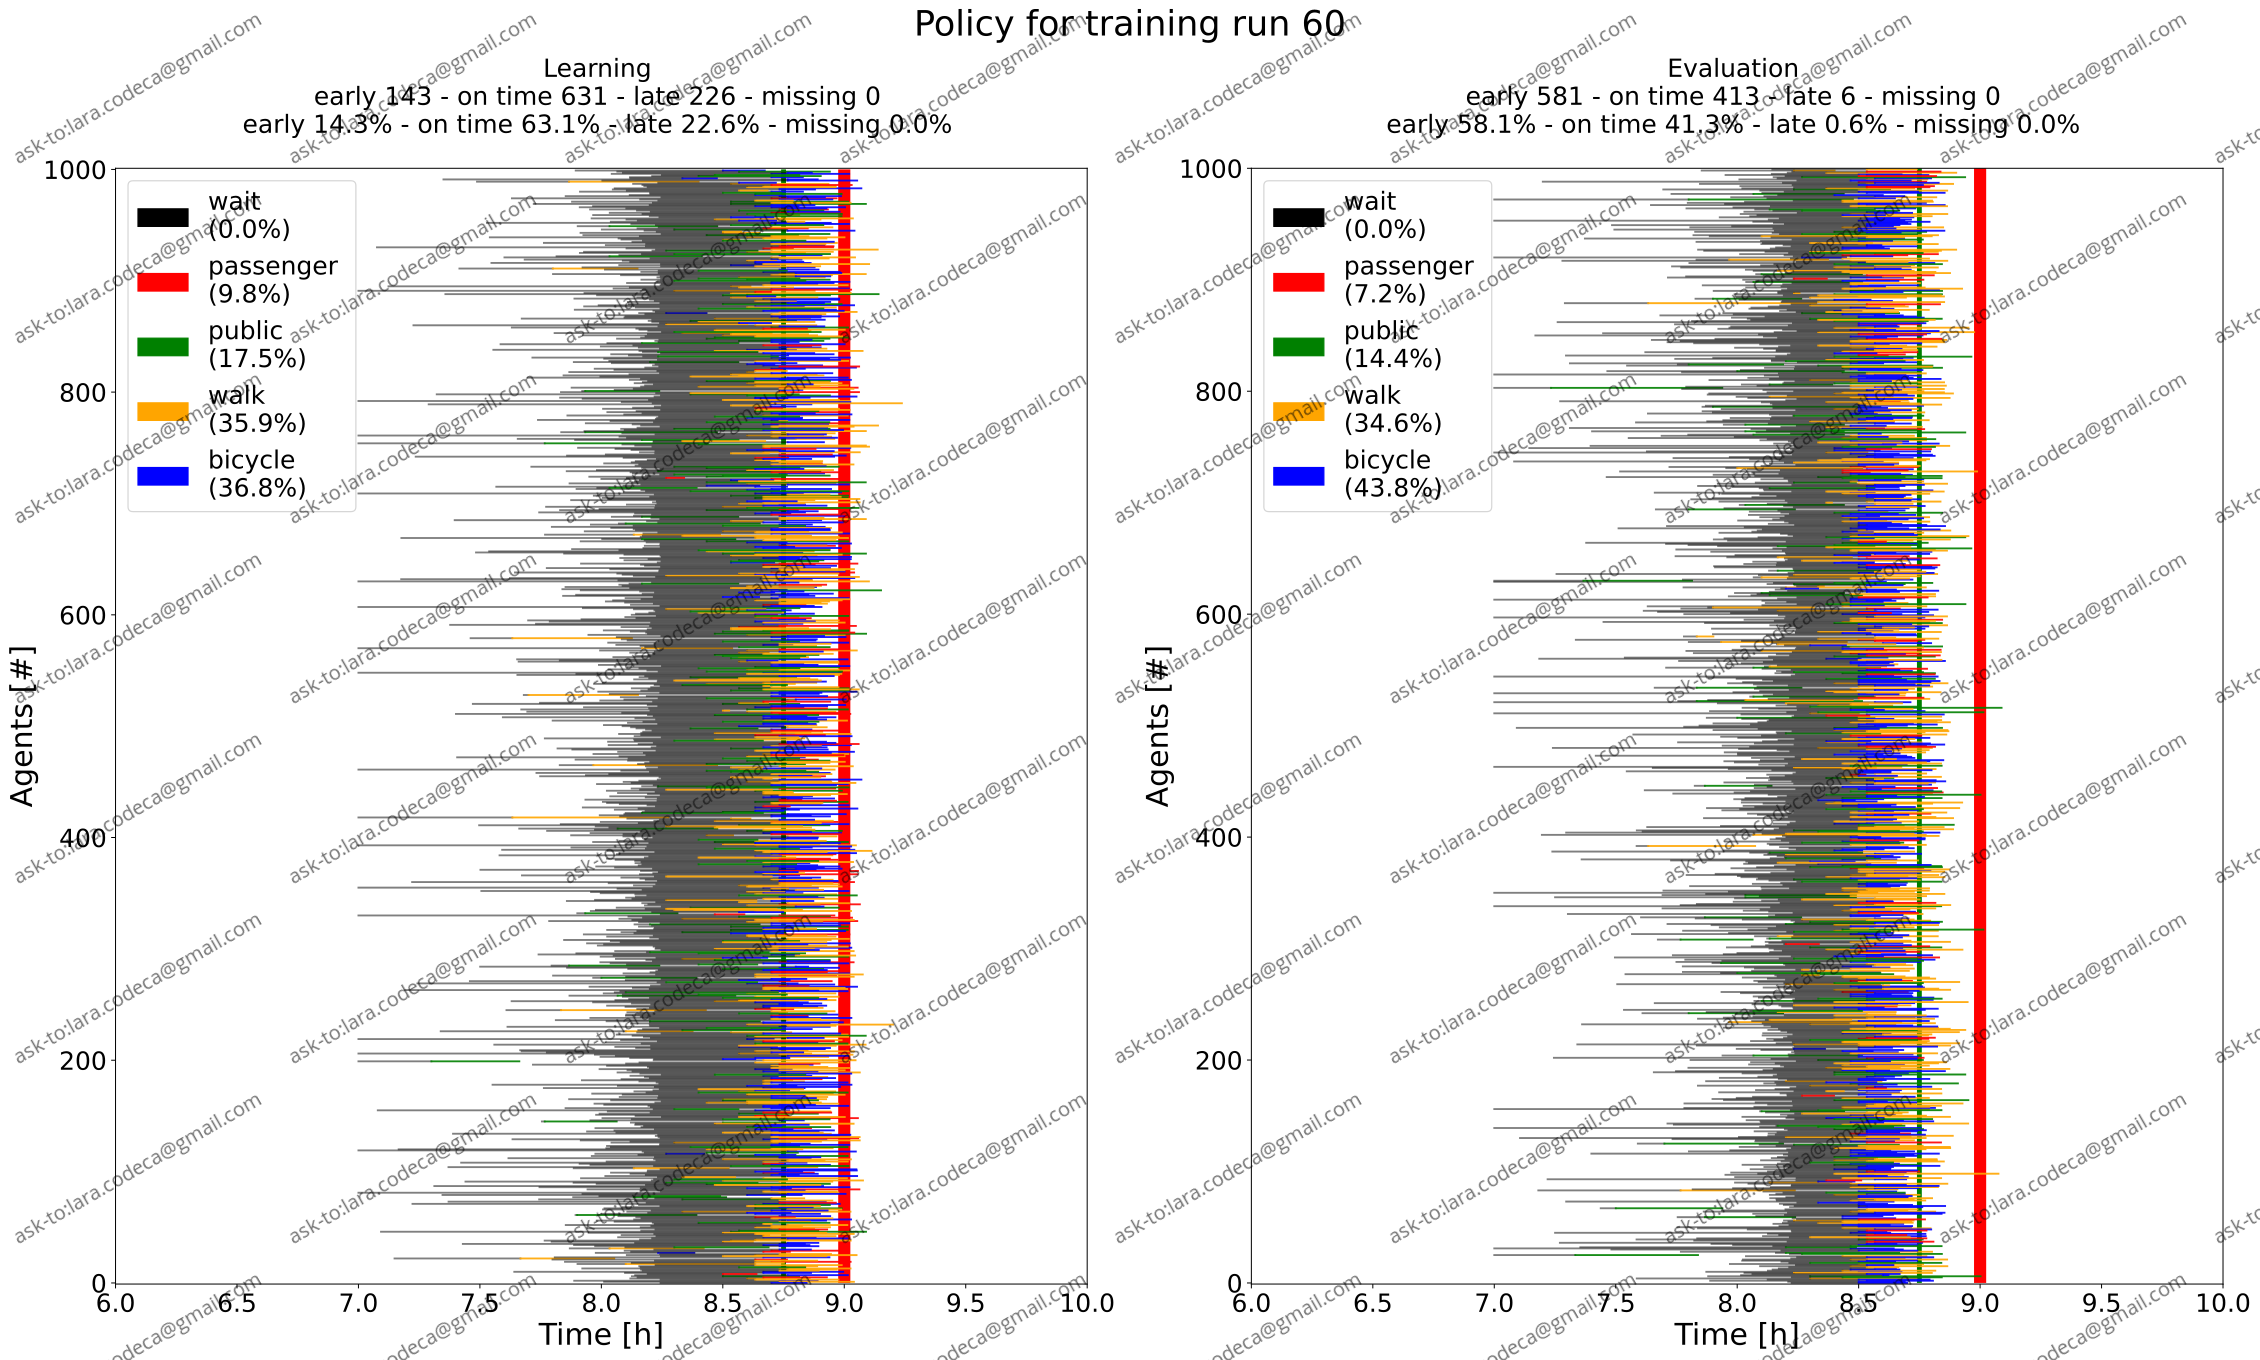 Policy for training run 60
Learning
early 143 - on time 631 - late 226 - missing 0
early 14.3% - on time 63.1% - late 22.6% - missing 0.0%
1000
800
600
400
200
0
Agents [#]
wait
(0.0%)
passenger
(9.8%)
public
(17.5%)
walk
(35.9%)
bicycle
(36.8%)
6.0 6.5 7.0 7.5 8.0 8.5 9.0 9.5 10.0
Time [h]
Evaluation
early 581 - on time 413 - late 6 - missing 0
early 58.1% - on time 41.3% - late 0.6% - missing 0.0%
1000
800
600
400
200
0
Agents [#]
wait
(0.0%)
passenger
(7.2%)
public
(14.4%)
walk
(34.6%)
bicycle
(43.8%)
6.0 6.5 7.0 7.5 8.0 8.5 9.0 9.5 10.0
Time [h]
ask-to:lara.codeca@gmail.com